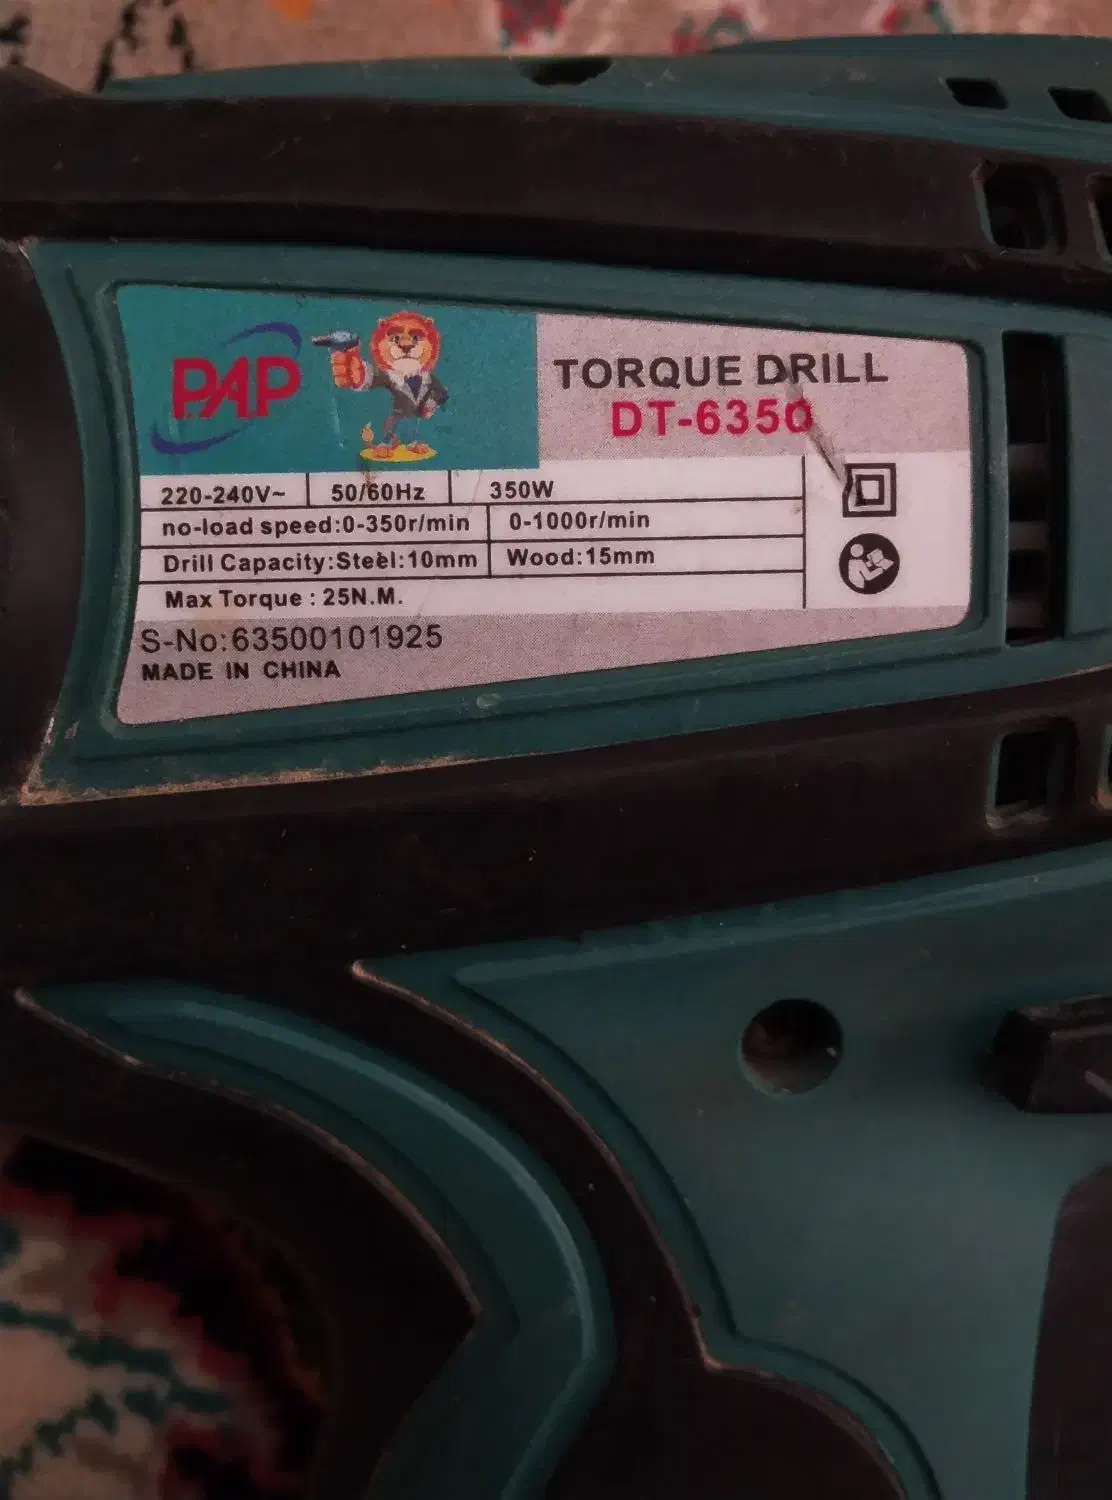 PAP
TORQUE DRILL
DT-6350
220-240V~ 50/60Hz 350W
no-load speed:0-350r/min 0-1000r/min
Drill Capacity:Steel:10mm Wood:15mm
Max Torque : 25N.M.
S-No:63500101925
MADE IN CHINA